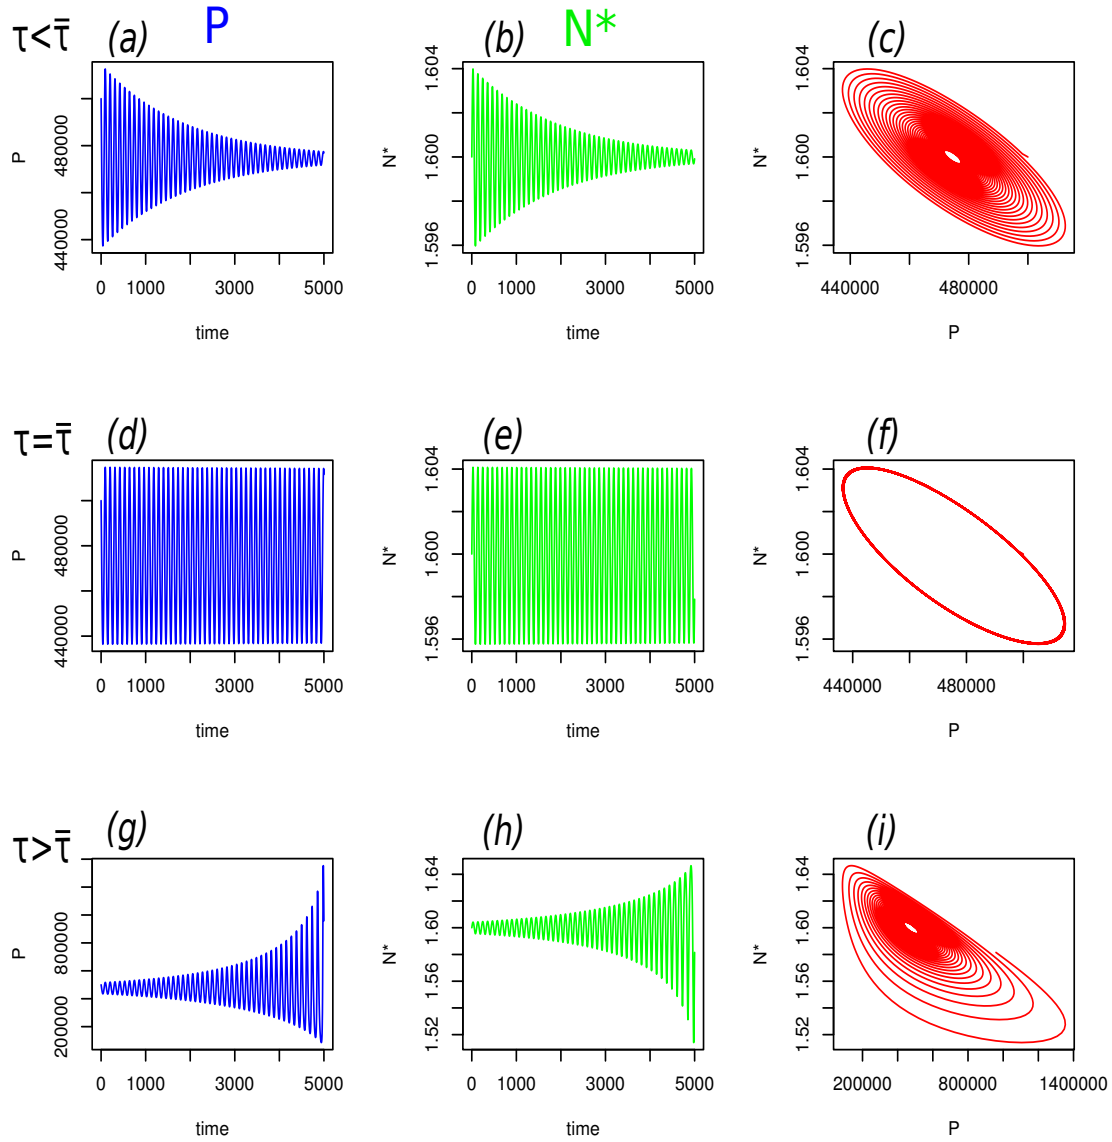 τ<τ̄ (a) P (b) N* (c)
P
440000 480000
0 1000 3000 5000
time
N*
1.596 1.600 1.604
0 1000 3000 5000
time
N*
1.596 1.600 1.604
440000 480000
P
τ=τ̄ (d) (e) (f)
P
440000 480000
0 1000 3000 5000
time
N*
1.596 1.600 1.604
0 1000 3000 5000
time
N*
1.596 1.600 1.604
440000 480000
P
τ>τ̄ (g) (h) (i)
P
200000 800000
0 1000 3000 5000
time
N*
1.52 1.56 1.60 1.64
0 1000 3000 5000
time
N*
1.52 1.56 1.60 1.64
200000 800000 1400000
P